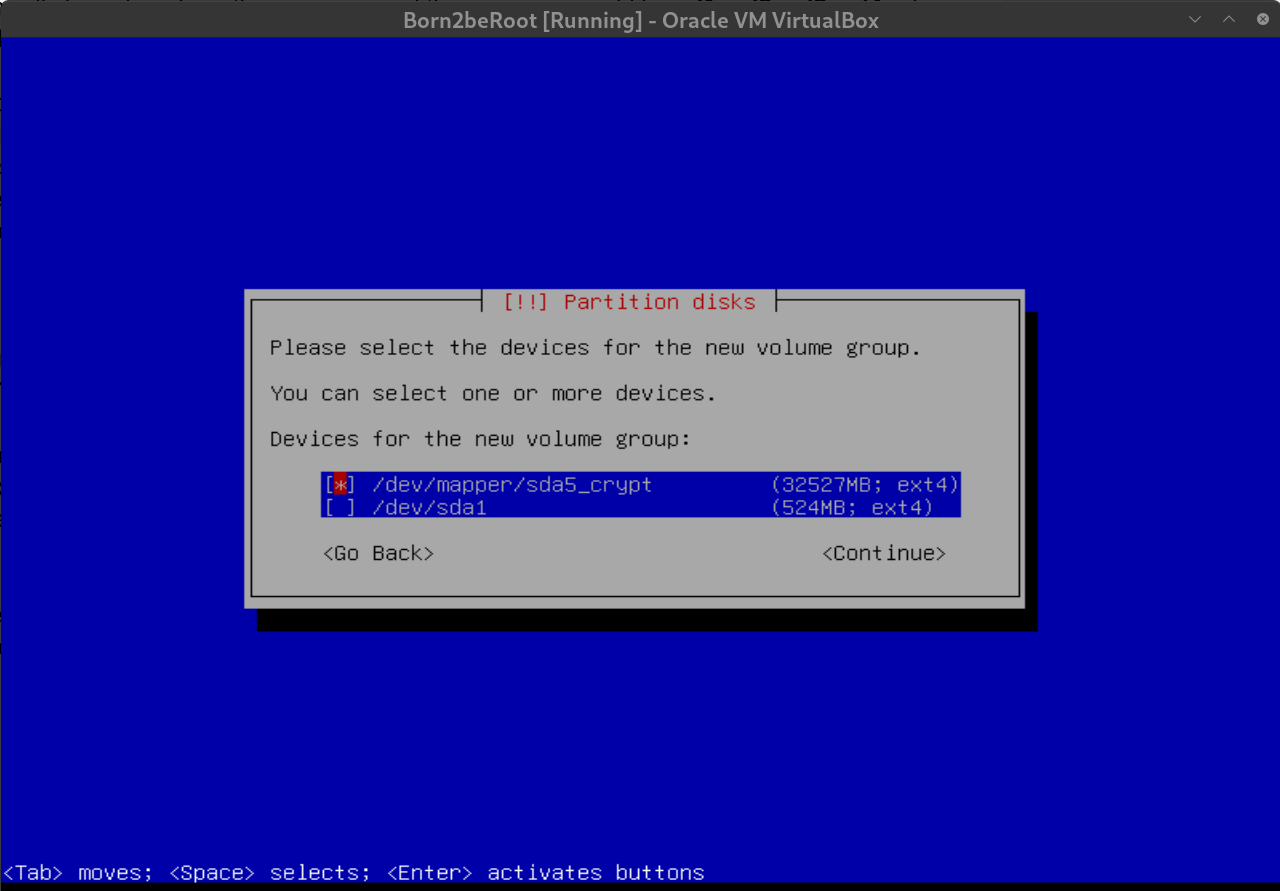 Born2beRoot [Running] - Oracle VM VirtualBox
[!!] Partition disks
Please select the devices for the new volume group.
You can select one or more devices.
Devices for the new volume group:
[*] /dev/mapper/sda5_crypt (32527MB; ext4)
[ ] /dev/sda1 (524MB; ext4)
<Go Back> <Continue>
<Tab> moves; <Space> selects; <Enter> activates buttons